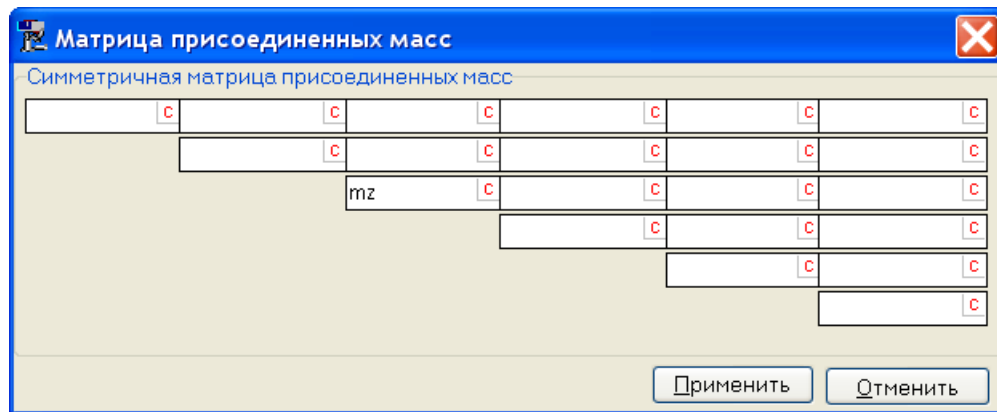 Матрица присоединенных масс
Симметричная матрица присоединенных масс
C C C C C C
C C C C C
mz C C C C
C C C
C C
C
Применить Отменить